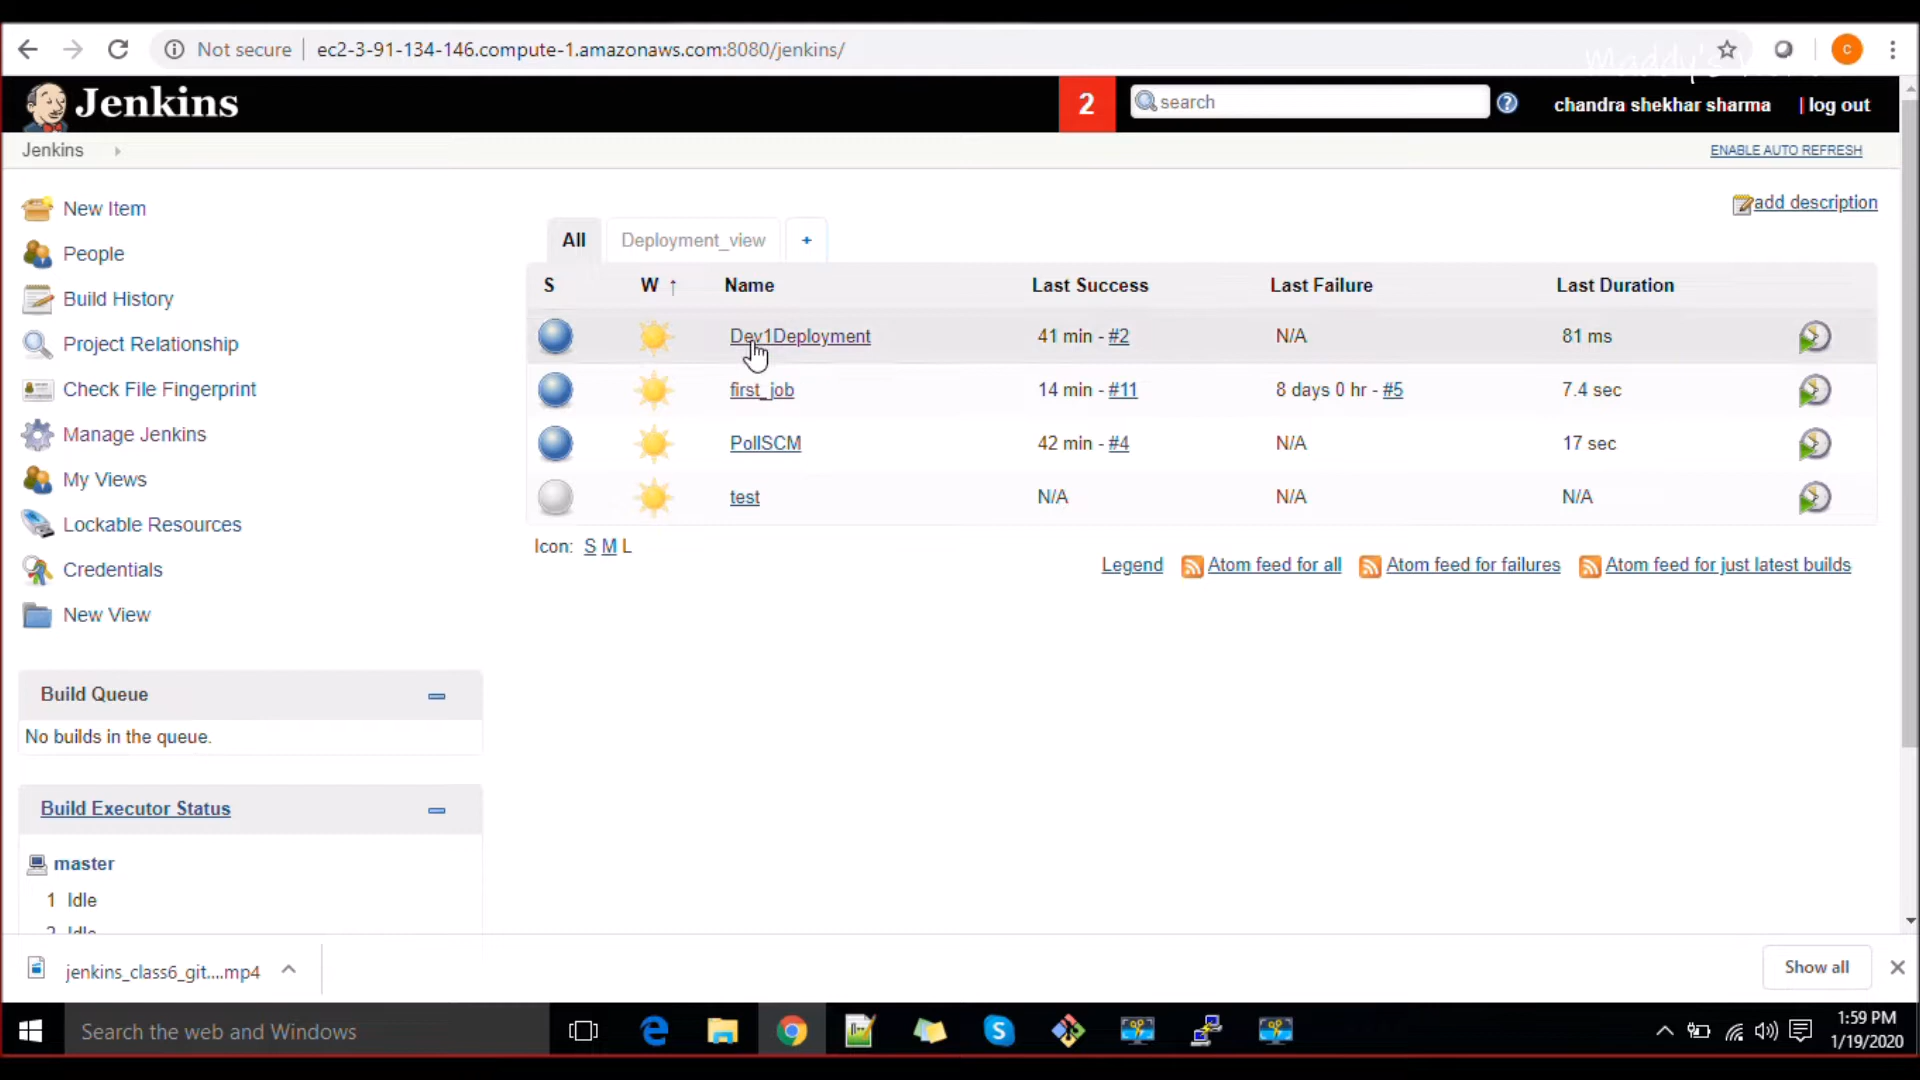 Not secure ec2-3-91-134-146.compute-1.amazonaws.com:8080/jenkins/ c
Maddy's
Jenkins 2 search chandra shekhar sharma | log out
Jenkins ENABLE AUTO REFRESH
add description
New Item
People
Build History
Project Relationship
Check File Fingerprint
Manage Jenkins
My Views
Lockable Resources
Credentials
New View
All Deployment_view +
S W ↑ Name Last Success Last Failure Last Duration
Dev1Deployment 41 min - #2 N/A 81 ms
first_job 14 min - #11 8 days 0 hr - #5 7.4 sec
PollSCM 42 min - #4 N/A 17 sec
test N/A N/A N/A
Icon: S M L
Legend Atom feed for all Atom feed for failures Atom feed for just latest builds
Build Queue
No builds in the queue.
Build Executor Status
master
1 Idle
2 Idle
jenkins_class6_git....mp4 Show all
Search the web and Windows
1:59 PM
1/19/2020